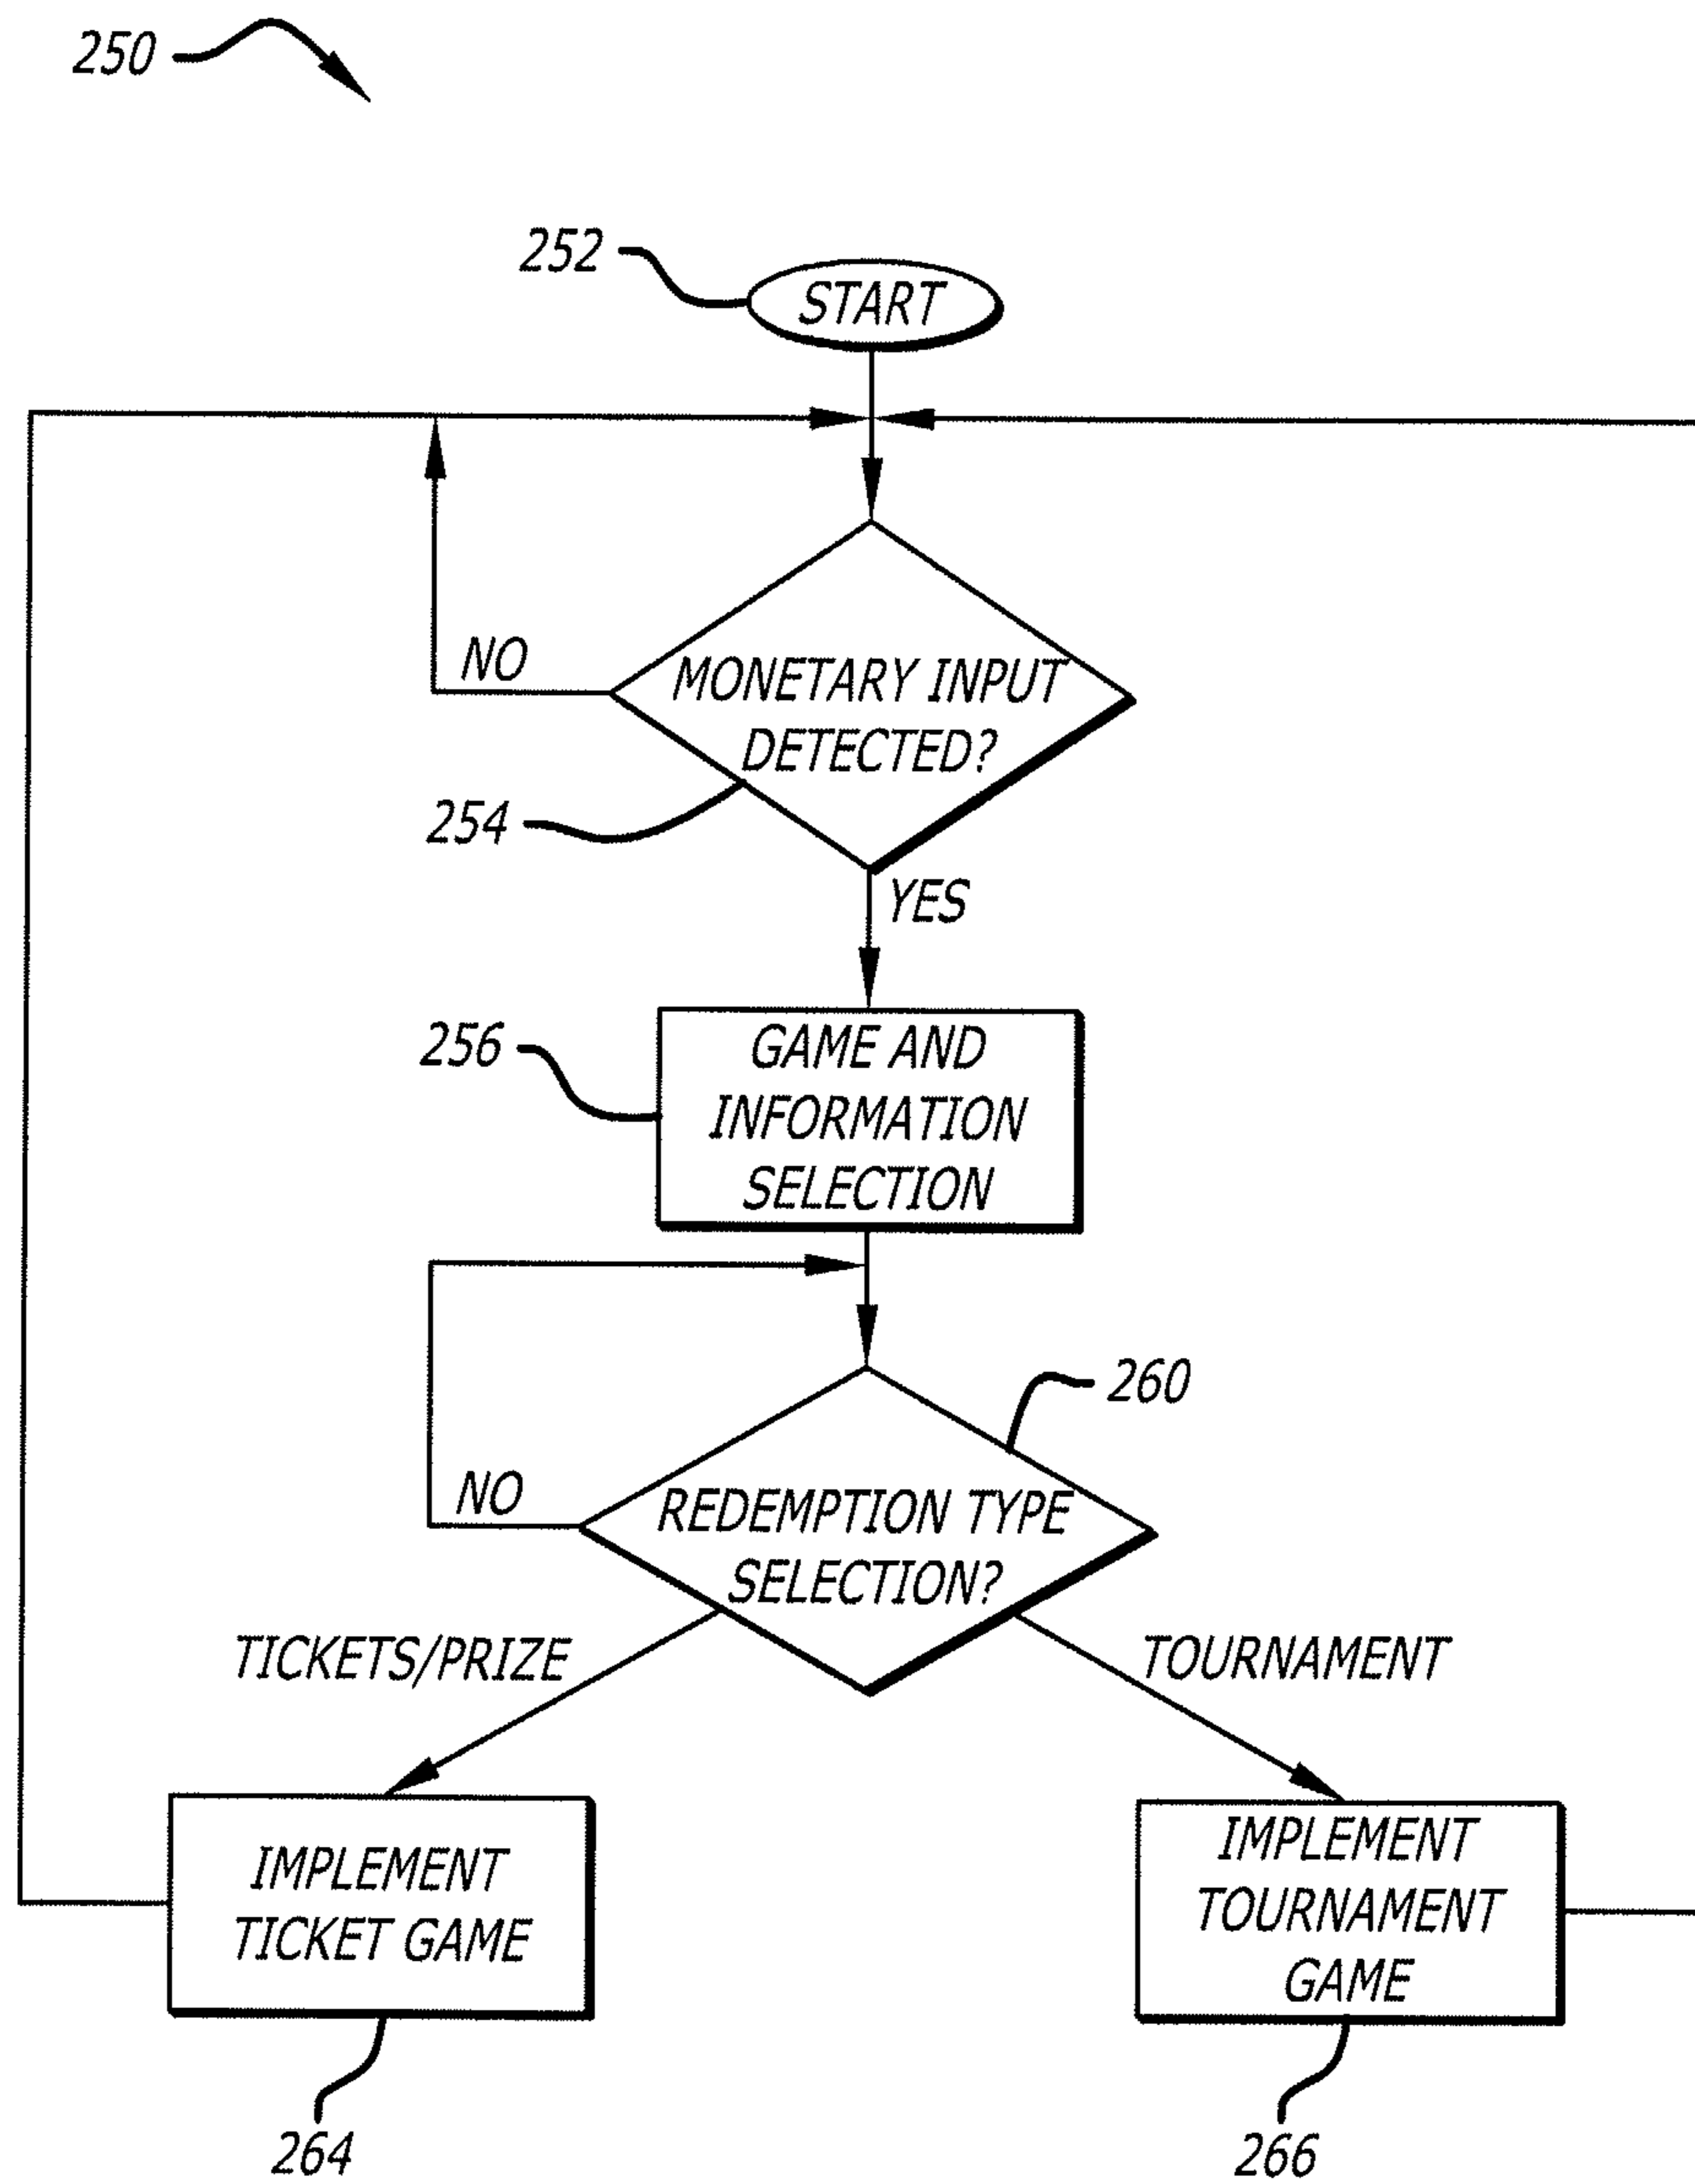 250
252
START
NO
MONETARY INPUT
DETECTED?
254
YES
256
GAME AND
INFORMATION
SELECTION
260
NO
REDEMPTION TYPE
SELECTION?
TICKETS/PRIZE
TOURNAMENT
IMPLEMENT
TICKET GAME
IMPLEMENT
TOURNAMENT
GAME
264
266